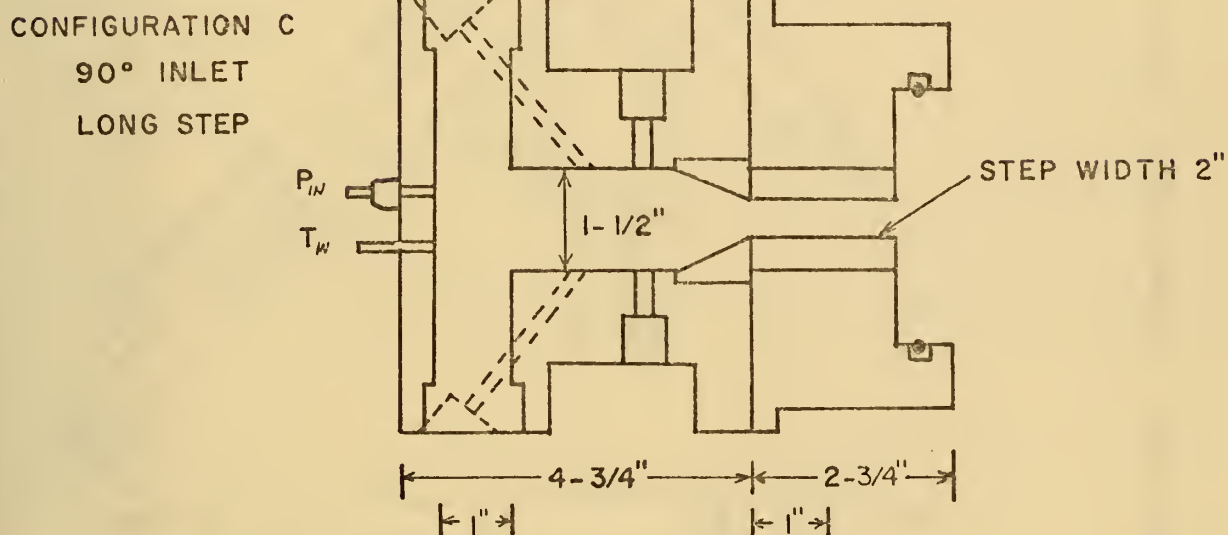 CONFIGURATION C
90° INLET
LONG STEP
P_IN
T_W
1-1/2"
STEP WIDTH 2"
4-3/4"
2-3/4"
1"
1"